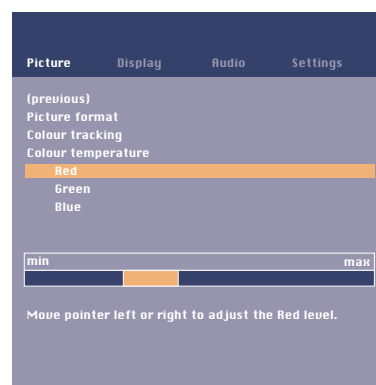 Picture Display Audio Settings
(previous)
Picture format
Colour tracking
Colour temperature
Red
Green
Blue
min max
Move pointer left or right to adjust the Red level.